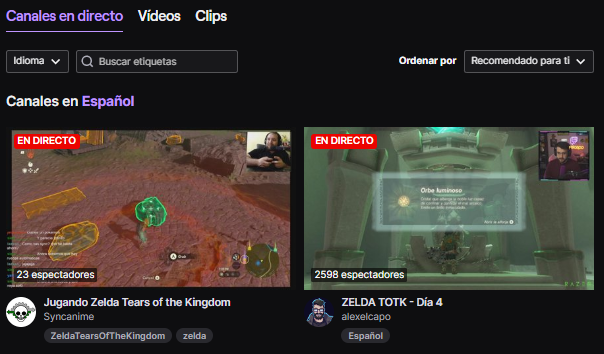 Canales en directo Vídeos Clips
Idioma Buscar etiquetas Ordenar por Recomendado para ti
Canales en Español
EN DIRECTO
23 espectadores
Jugando Zelda Tears of the Kingdom
Syncanime
ZeldaTearsOfTheKingdom zelda
EN DIRECTO
Orbe luminoso
2598 espectadores
ZELDA TOTK - Día 4
alexelcapo
Español